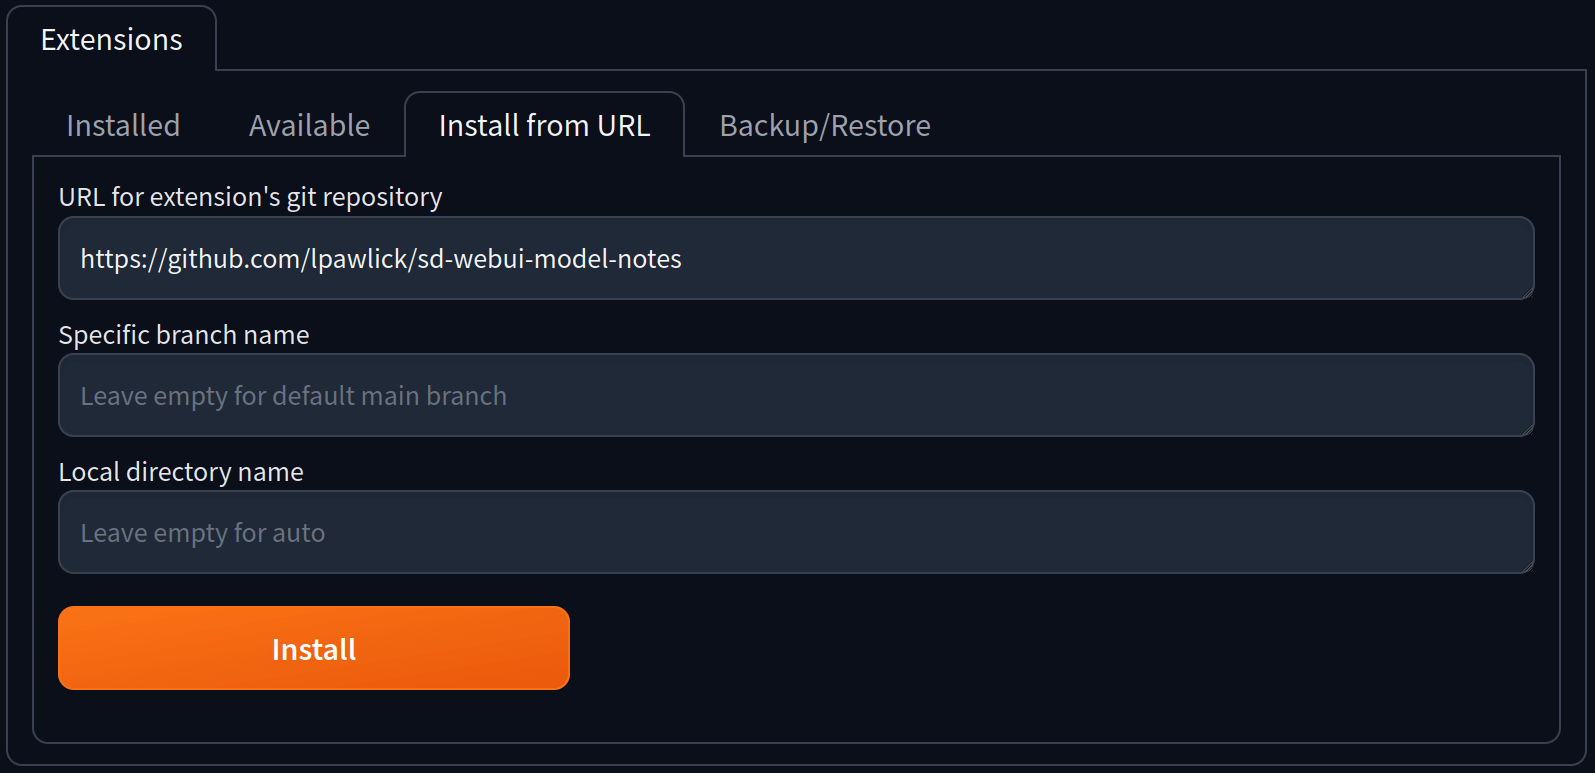 Extensions
Installed Available Install from URL Backup/Restore
URL for extension's git repository
https://github.com/lpawlick/sd-webui-model-notes
Specific branch name
Leave empty for default main branch
Local directory name
Leave empty for auto
Install